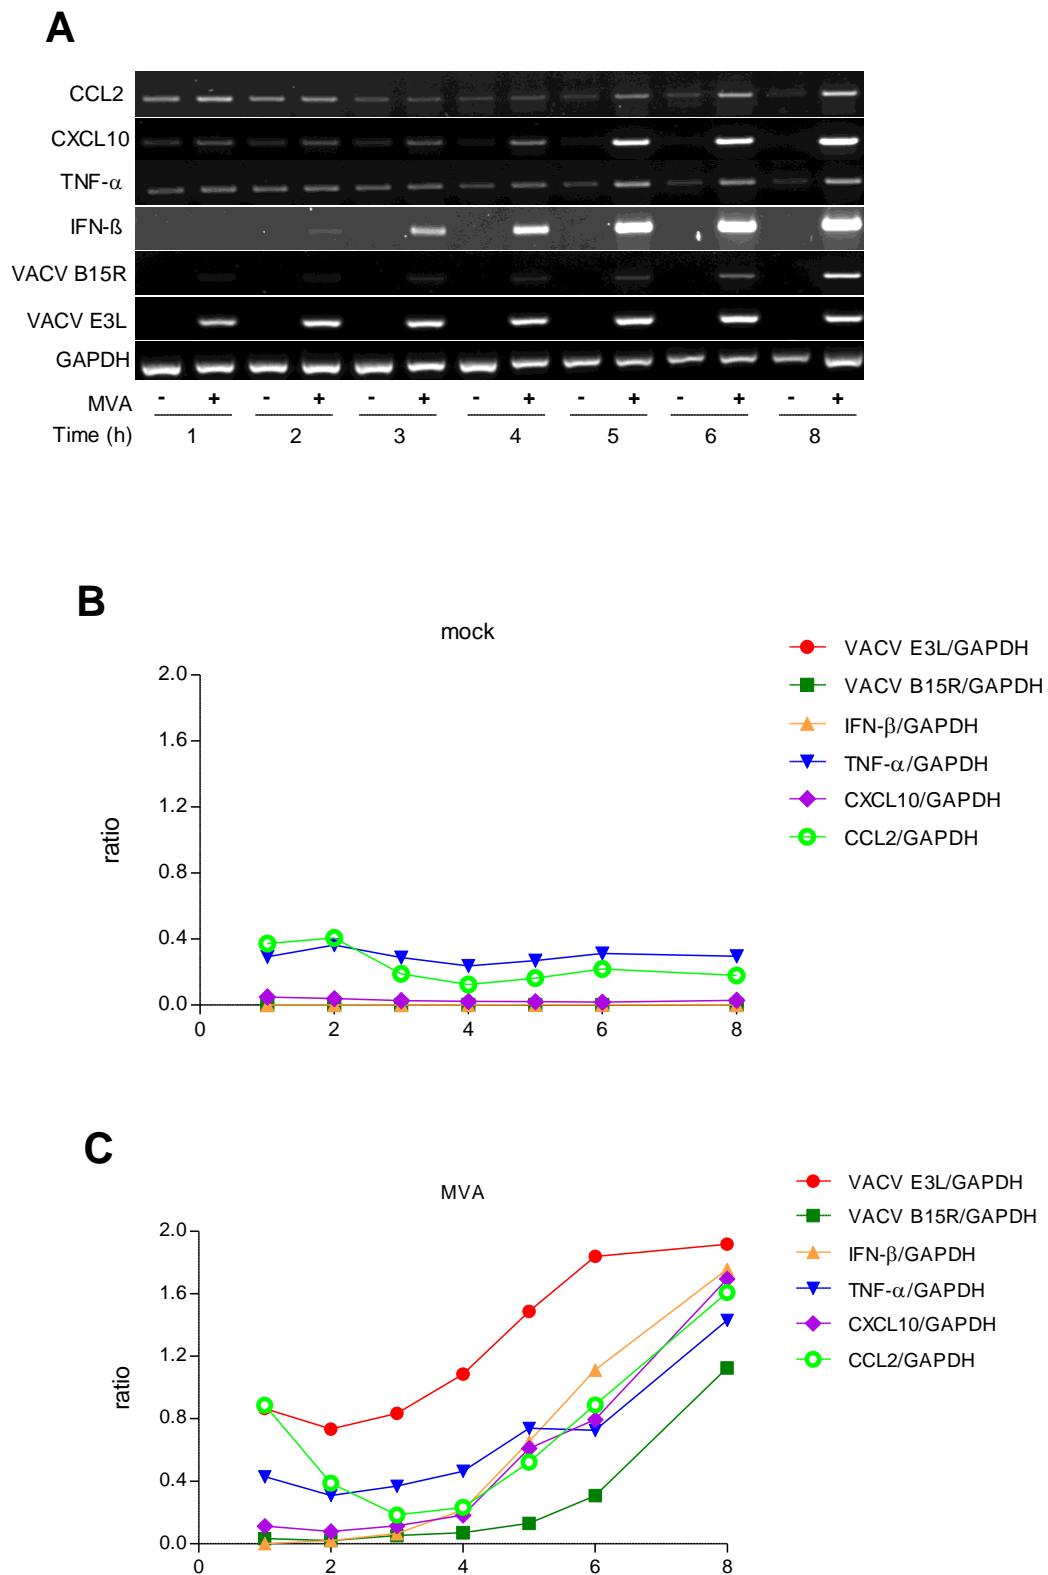 A
CCL2
CXCL10
TNF-α
IFN-ß
VACV B15R
VACV E3L
GAPDH
MVA - + - + - + - + - + - + - +
Time (h) 1 2 3 4 5 6 8
B
mock
2.0
1.6
1.2
0.8
0.4
0.0
ratio
0 2 4 6 8
VACV E3L/GAPDH
VACV B15R/GAPDH
IFN-β/GAPDH
TNF-α/GAPDH
CXCL10/GAPDH
CCL2/GAPDH
C
MVA
2.0
1.6
1.2
0.8
0.4
0.0
ratio
0 2 4 6 8
VACV E3L/GAPDH
VACV B15R/GAPDH
IFN-β/GAPDH
TNF-α/GAPDH
CXCL10/GAPDH
CCL2/GAPDH